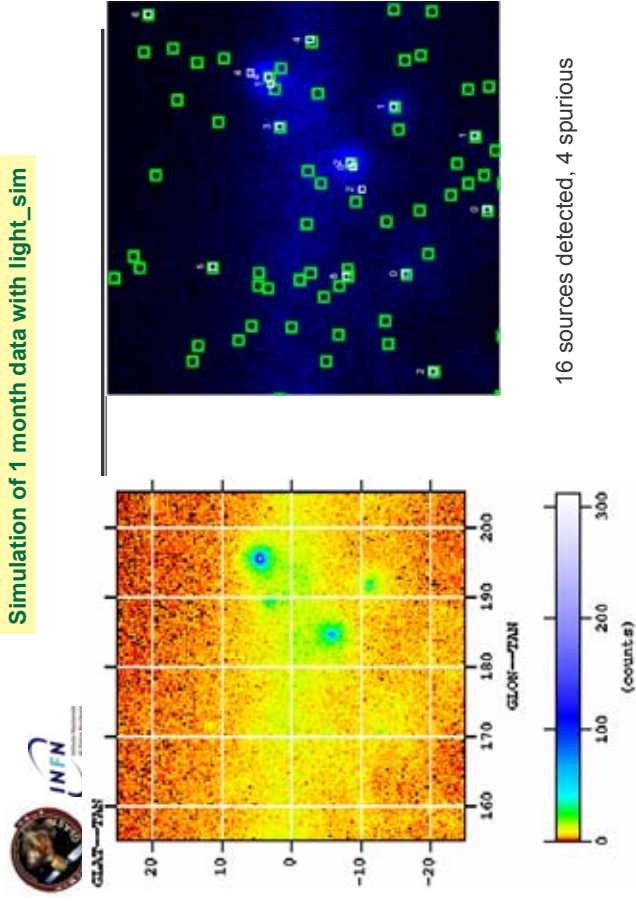 Simulation of 1 month data with light_sim
INFN
GLAT---TAN
20
10
0
-10
-20
160
170
180
190
200
GLON---TAN
0
100
200
300
(counts)
16 sources detected, 4 spurious